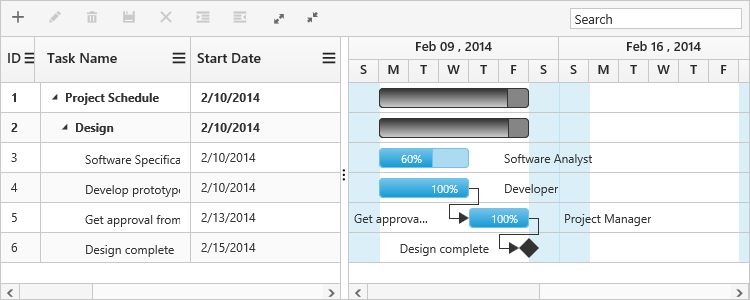 Search
ID Task Name Start Date
Feb 09 , 2014 Feb 16 , 2014
S M T W T F S S M T W T F S
1 Project Schedule 2/10/2014
2 Design 2/10/2014
3 Software Specifica 2/10/2014 60% Software Analyst
4 Develop prototype 2/10/2014 100% Developer
5 Get approval from 2/13/2014 Get approva... 100% Project Manager
6 Design complete 2/15/2014 Design complete